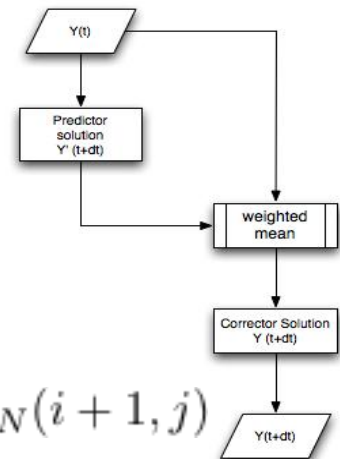 Y(t)
Predictor
solution
Y' (t+dt)
weighted
mean
Corrector Solution
Y (t+dt)
N(i + 1, j)
Y(t+dt)